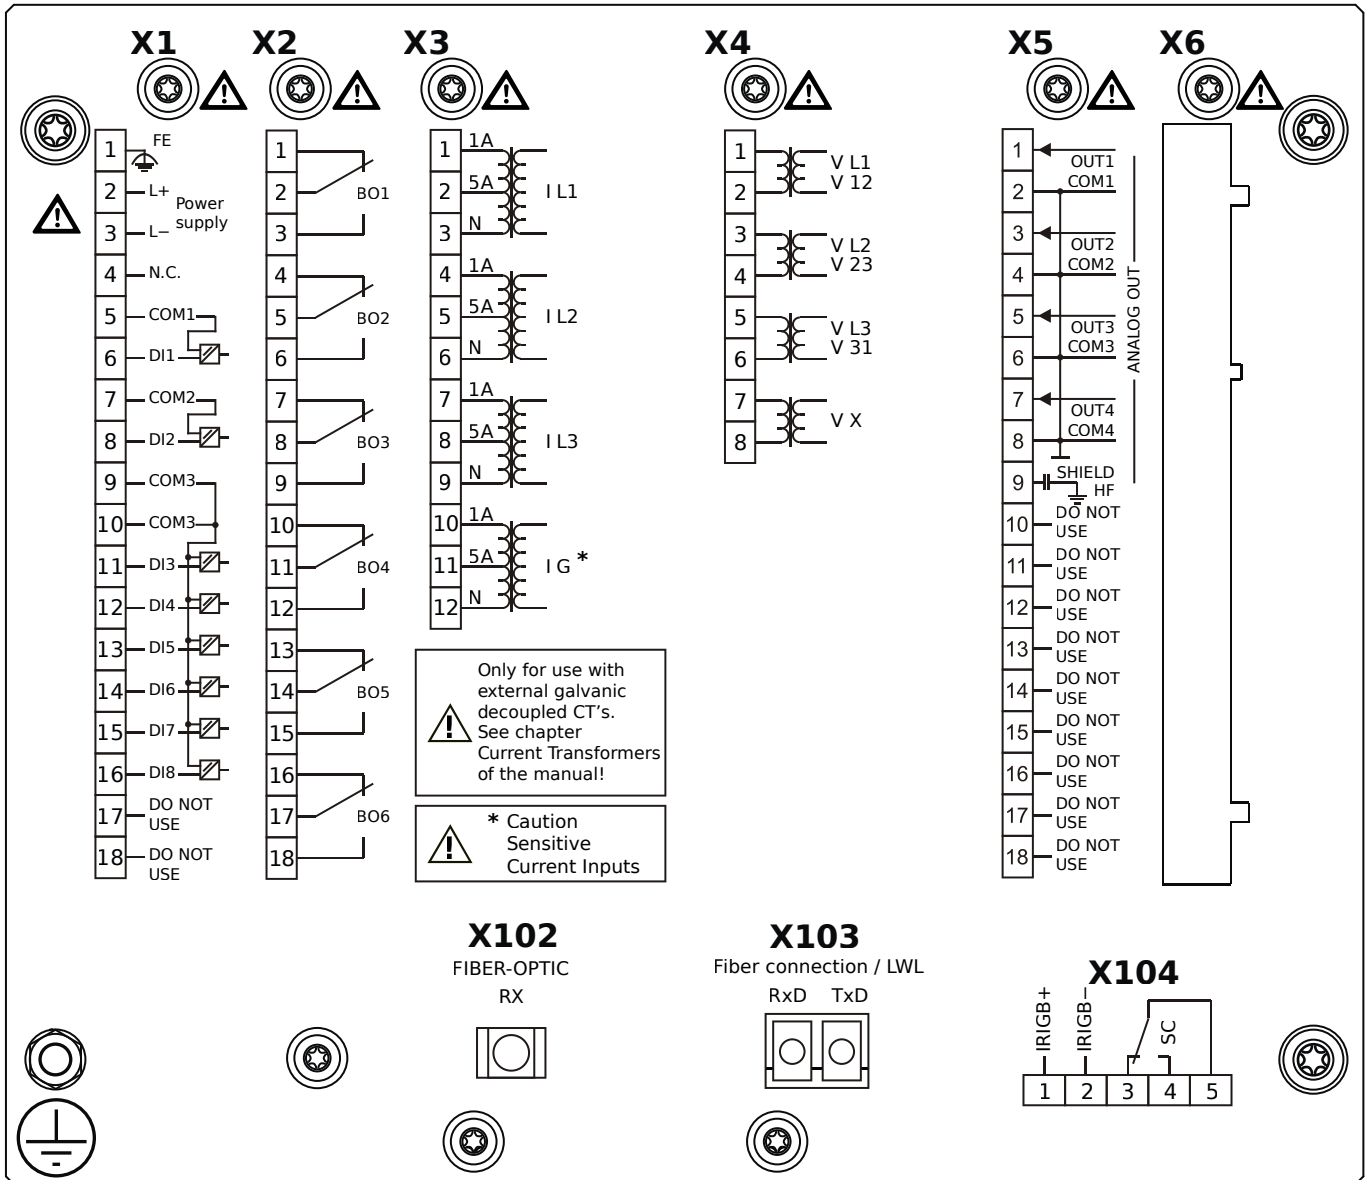 X1
X2
X3
X4
X5
X6
1 FE
2 L+
Power
supply
3 L−
4 N.C.
5 COM1
6 DI1
7 COM2
8 DI2
9 COM3
10 COM3
11 DI3
12 DI4
13 DI5
14 DI6
15 DI7
16 DI8
17 DO NOT
USE
18 DO NOT
USE
1
2 BO1
3
4
5 BO2
6
7
8 BO3
9
10
11 BO4
12
13
14 BO5
15
16
17 BO6
18
1 1A
2 5A I L1
3 N
4 1A
5 5A I L2
6 N
7 1A
8 5A I L3
9 N
10 1A
11 5A I G *
12 N
Only for use with
external galvanic
decoupled CT's.
See chapter
Current Transformers
of the manual!
* Caution
Sensitive
Current Inputs
1 V L1
2 V 12
3 V L2
4 V 23
5 V L3
6 V 31
7 V X
8
1 OUT1
2 COM1
3 OUT2
4 COM2
5 OUT3
6 COM3
7 OUT4
8 COM4
ANALOG OUT
9 SHIELD
HF
10 DO NOT
USE
11 DO NOT
USE
12 DO NOT
USE
13 DO NOT
USE
14 DO NOT
USE
15 DO NOT
USE
16 DO NOT
USE
17 DO NOT
USE
18 DO NOT
USE
X102
FIBER-OPTIC
RX
X103
Fiber connection / LWL
RxD TxD
X104
IRIGB+
IRIGB−
SC
1 2 3 4 5